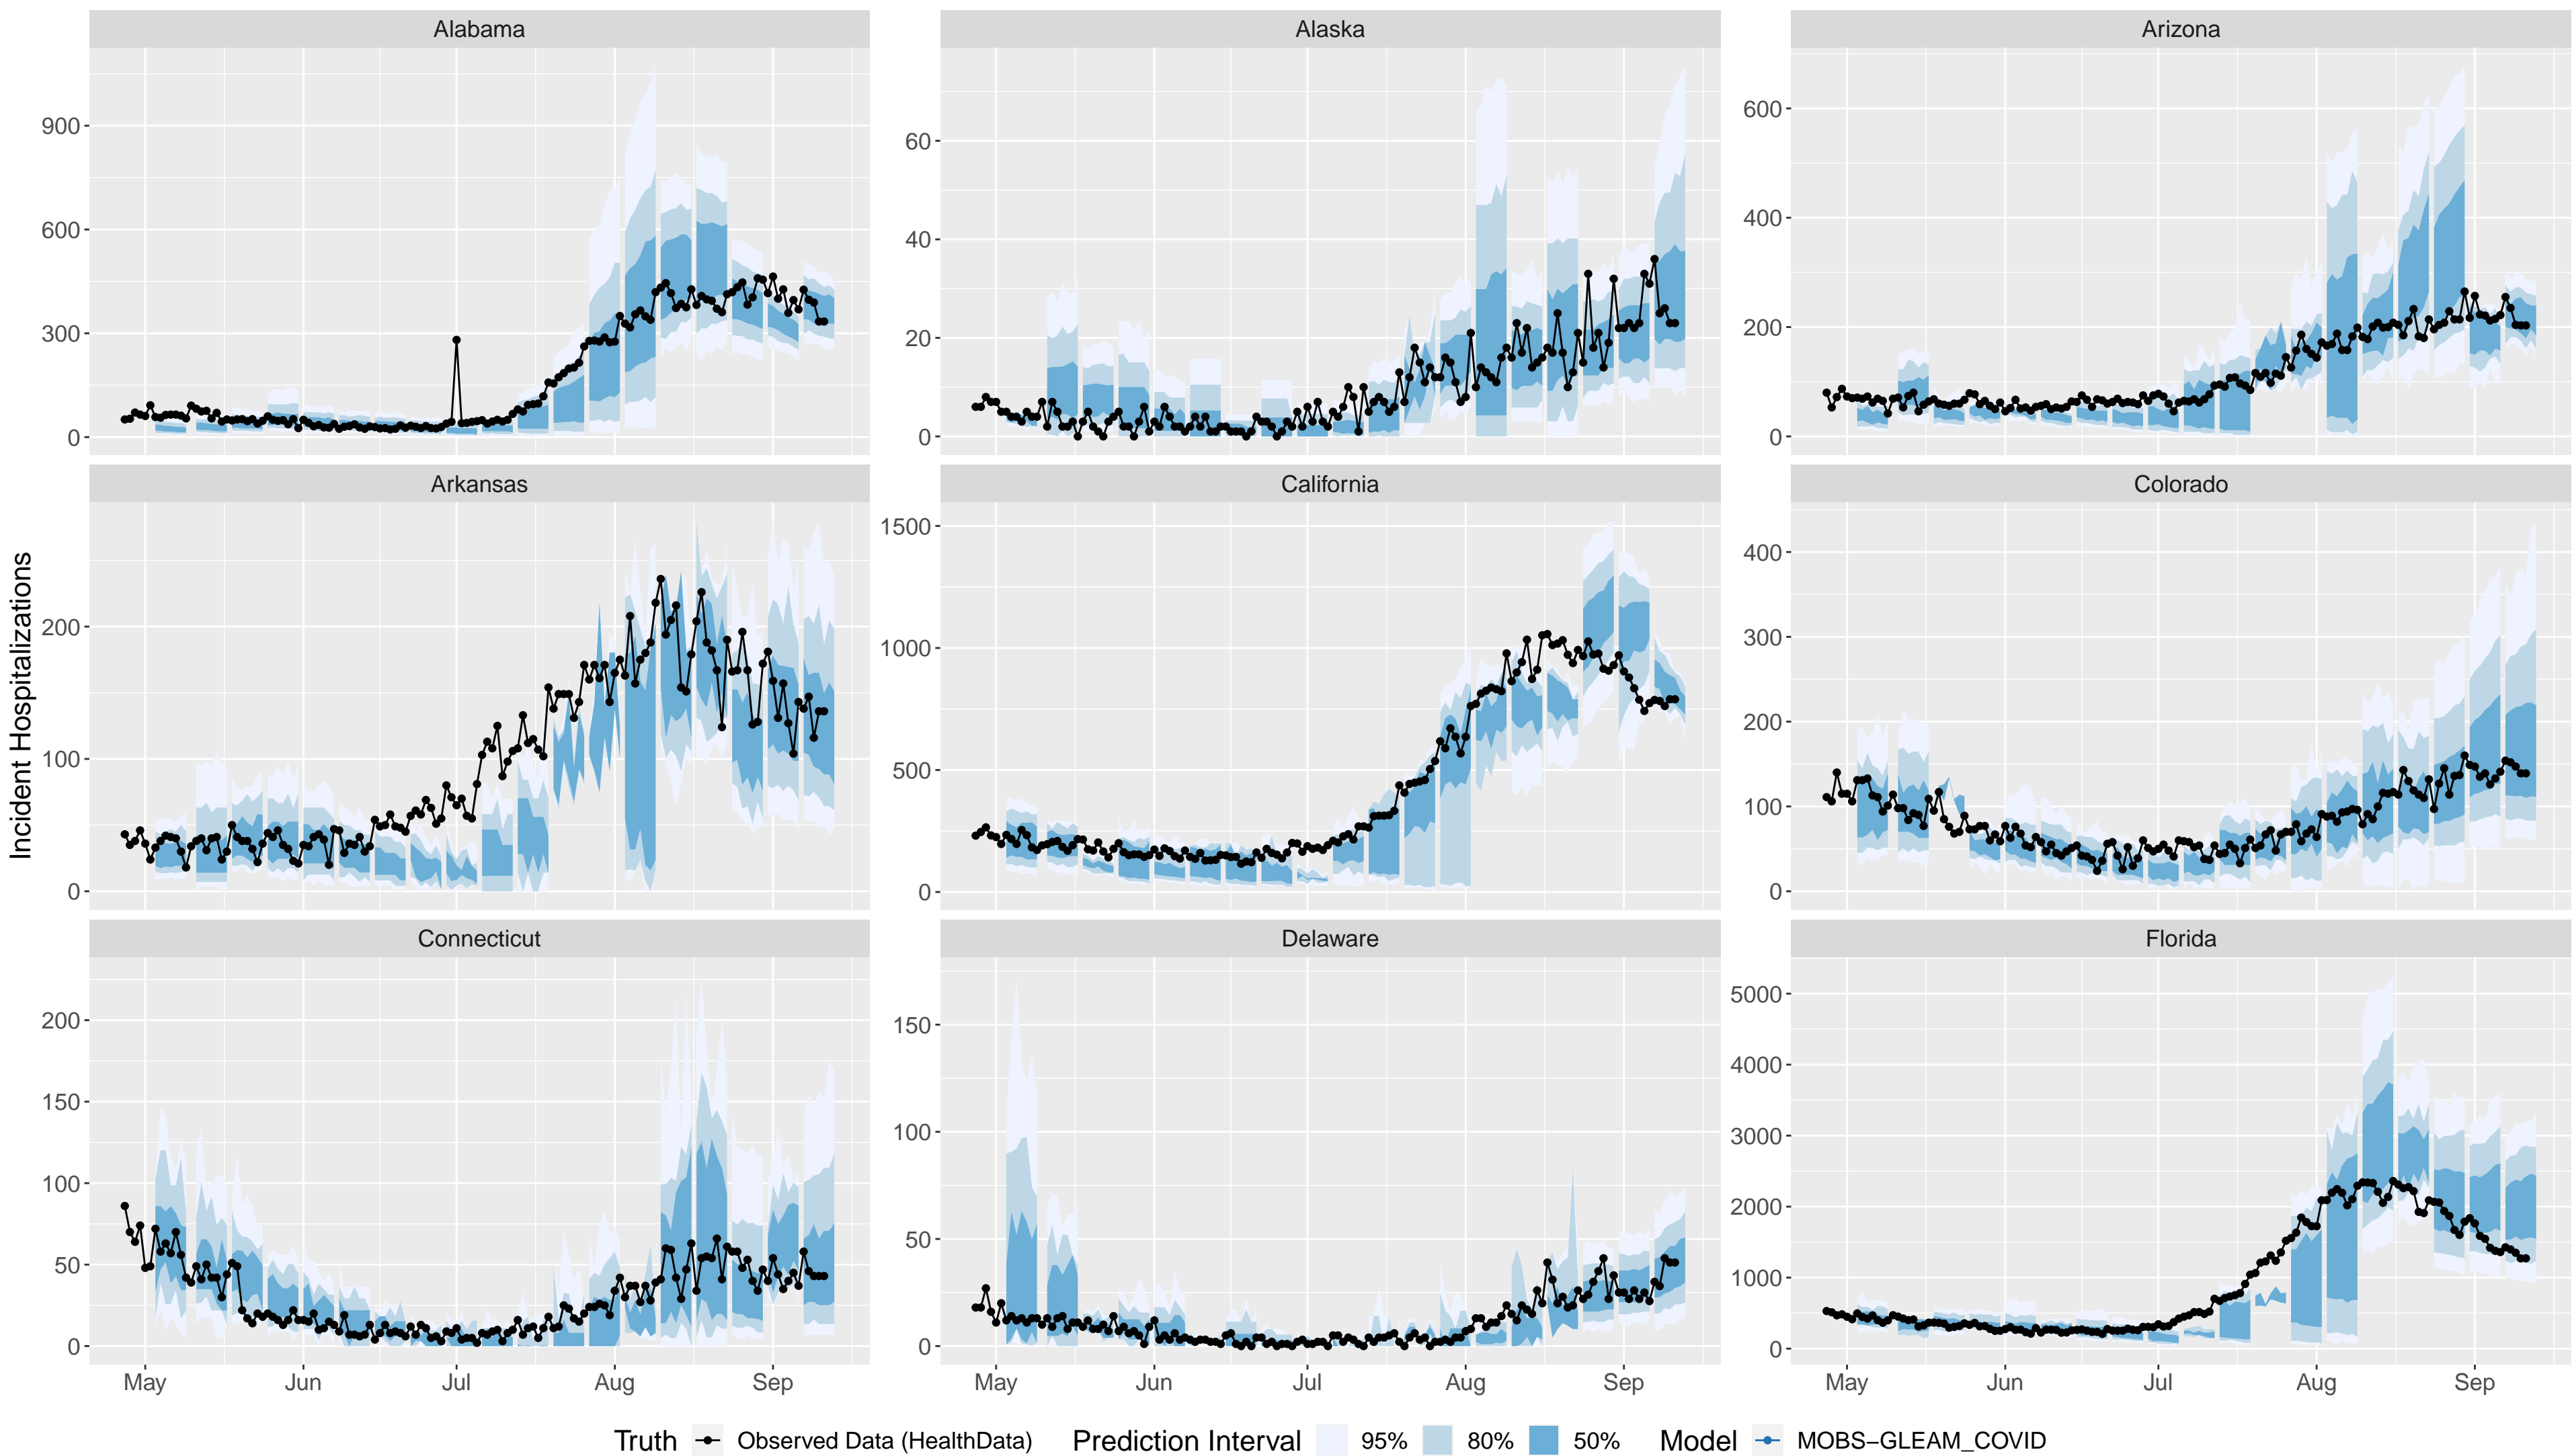 Alabama
Alaska
Arizona
900
600
300
0
60
40
20
0
600
400
200
0
Arkansas
California
Colorado
Incident Hospitalizations
200
100
0
1500
1000
500
0
400
300
200
100
0
Connecticut
Delaware
Florida
200
150
100
50
0
150
100
50
0
5000
4000
3000
2000
1000
0
May Jun Jul Aug Sep
May Jun Jul Aug Sep
May Jun Jul Aug Sep
Truth Observed Data (HealthData) Prediction Interval 95% 80% 50% Model MOBS−GLEAM_COVID